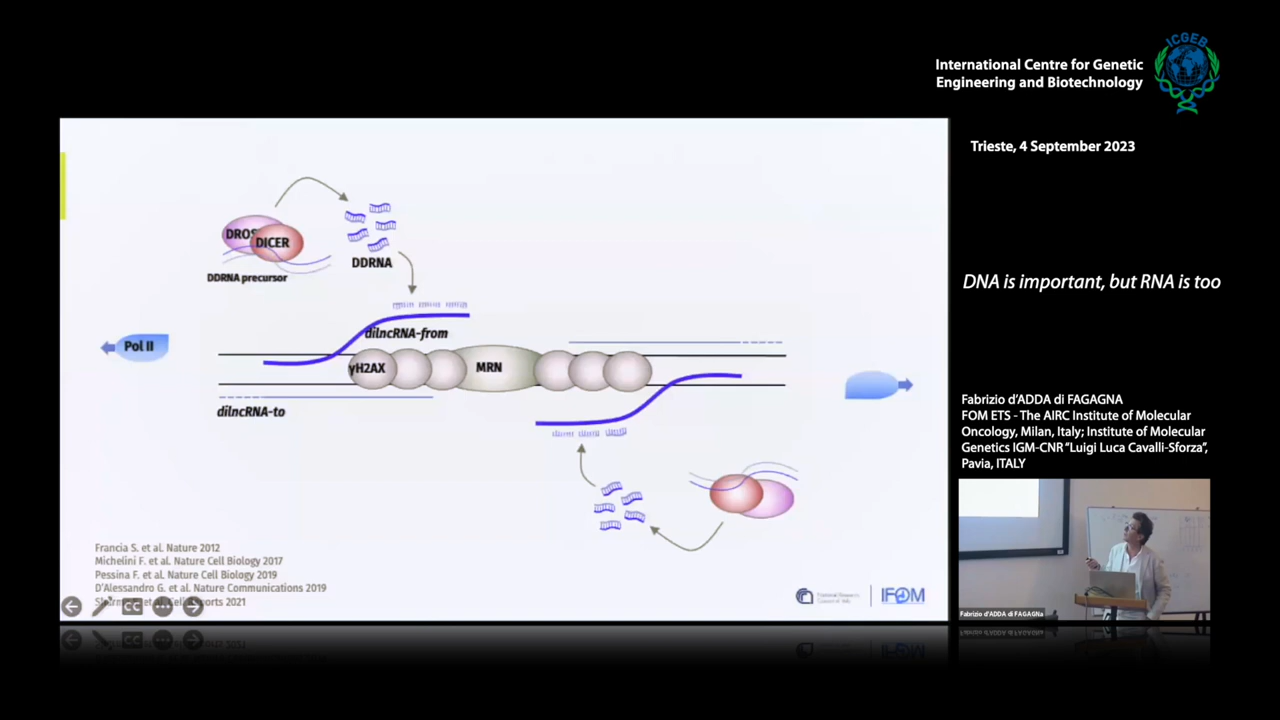 ICGEB
International Centre for Genetic
Engineering and Biotechnology
Trieste, 4 September 2023
DICER
DDRNA
DDRNA precursor
dilncRNA-from
Pol II
γH2AX
MRN
dilncRNA-to
DNA is important, but RNA is too
Fabrizio d’ADDA di FAGAGNA
FOM ETS - The AIRC Institute of Molecular
Oncology, Milan, Italy; Institute of Molecular
Genetics IGM-CNR “Luigi Luca Cavalli-Sforza”,
Pavia, ITALY
Francia S. et al. Nature 2012
Michelini F. et al. Nature Cell Biology 2017
Pessina F. et al. Nature Cell Biology 2019
D'Alessandro G. et al. Nature Communications 2019
2021
CC
IFOM
Fabrizio d'ADDA di FAGAGNa